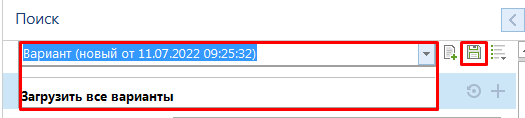 Поиск
Вариант (новый от 11.07.2022 09:25:32)
Загрузить все варианты